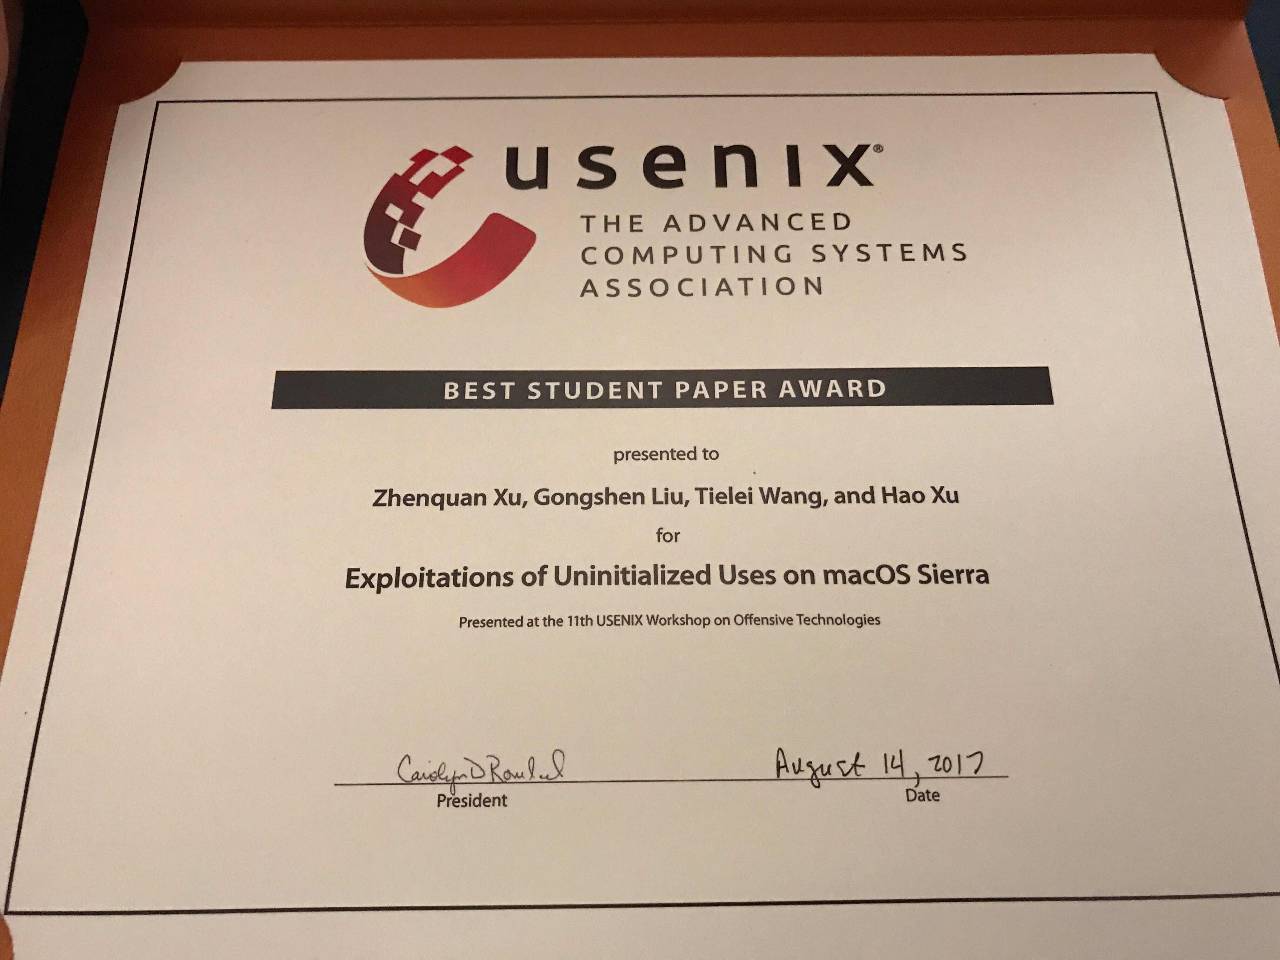 usenix®
THE ADVANCED
COMPUTING SYSTEMS
ASSOCIATION
BEST STUDENT PAPER AWARD
presented to
Zhenquan Xu, Gongshen Liu, Tielei Wang, and Hao Xu
for
Exploitations of Uninitialized Uses on macOS Sierra
Presented at the 11th USENIX Workshop on Offensive Technologies
Carolyn D August 14, 2017
President Date